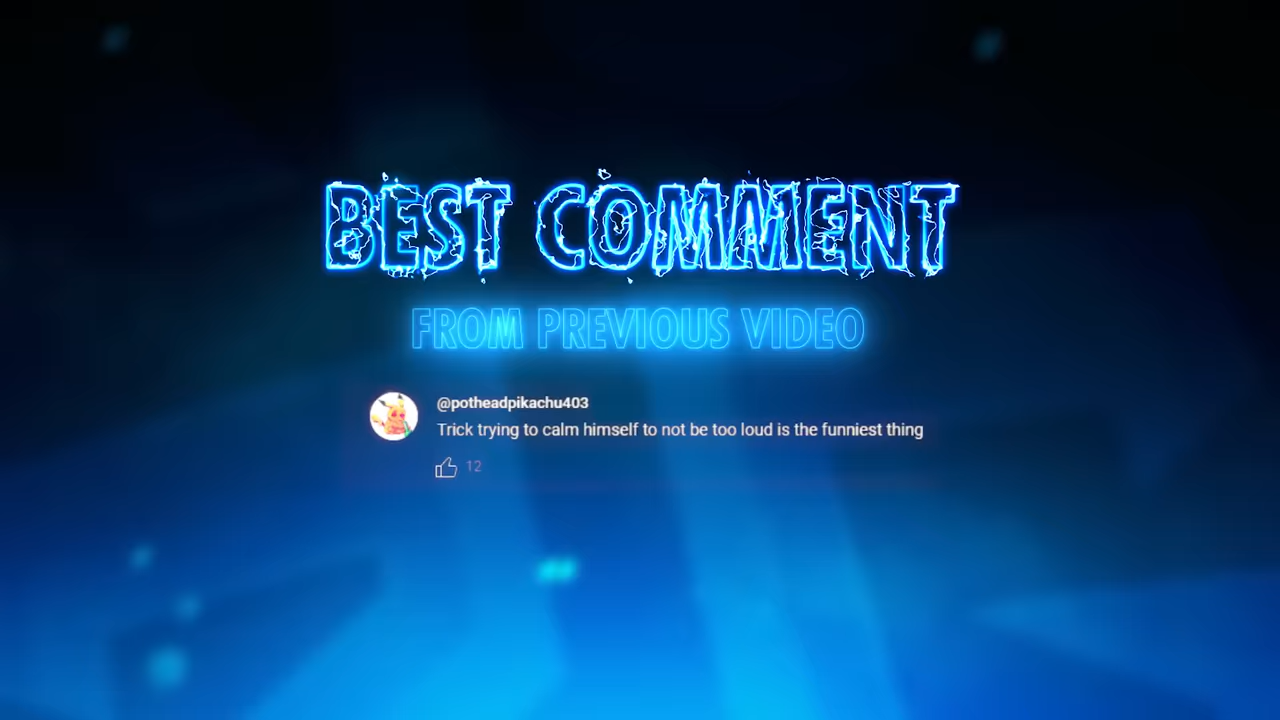 BEST COMMENT
FROM PREVIOUS VIDEO
@potheadpikachu403
Trick trying to calm himself to not be too loud is the funniest thing
12